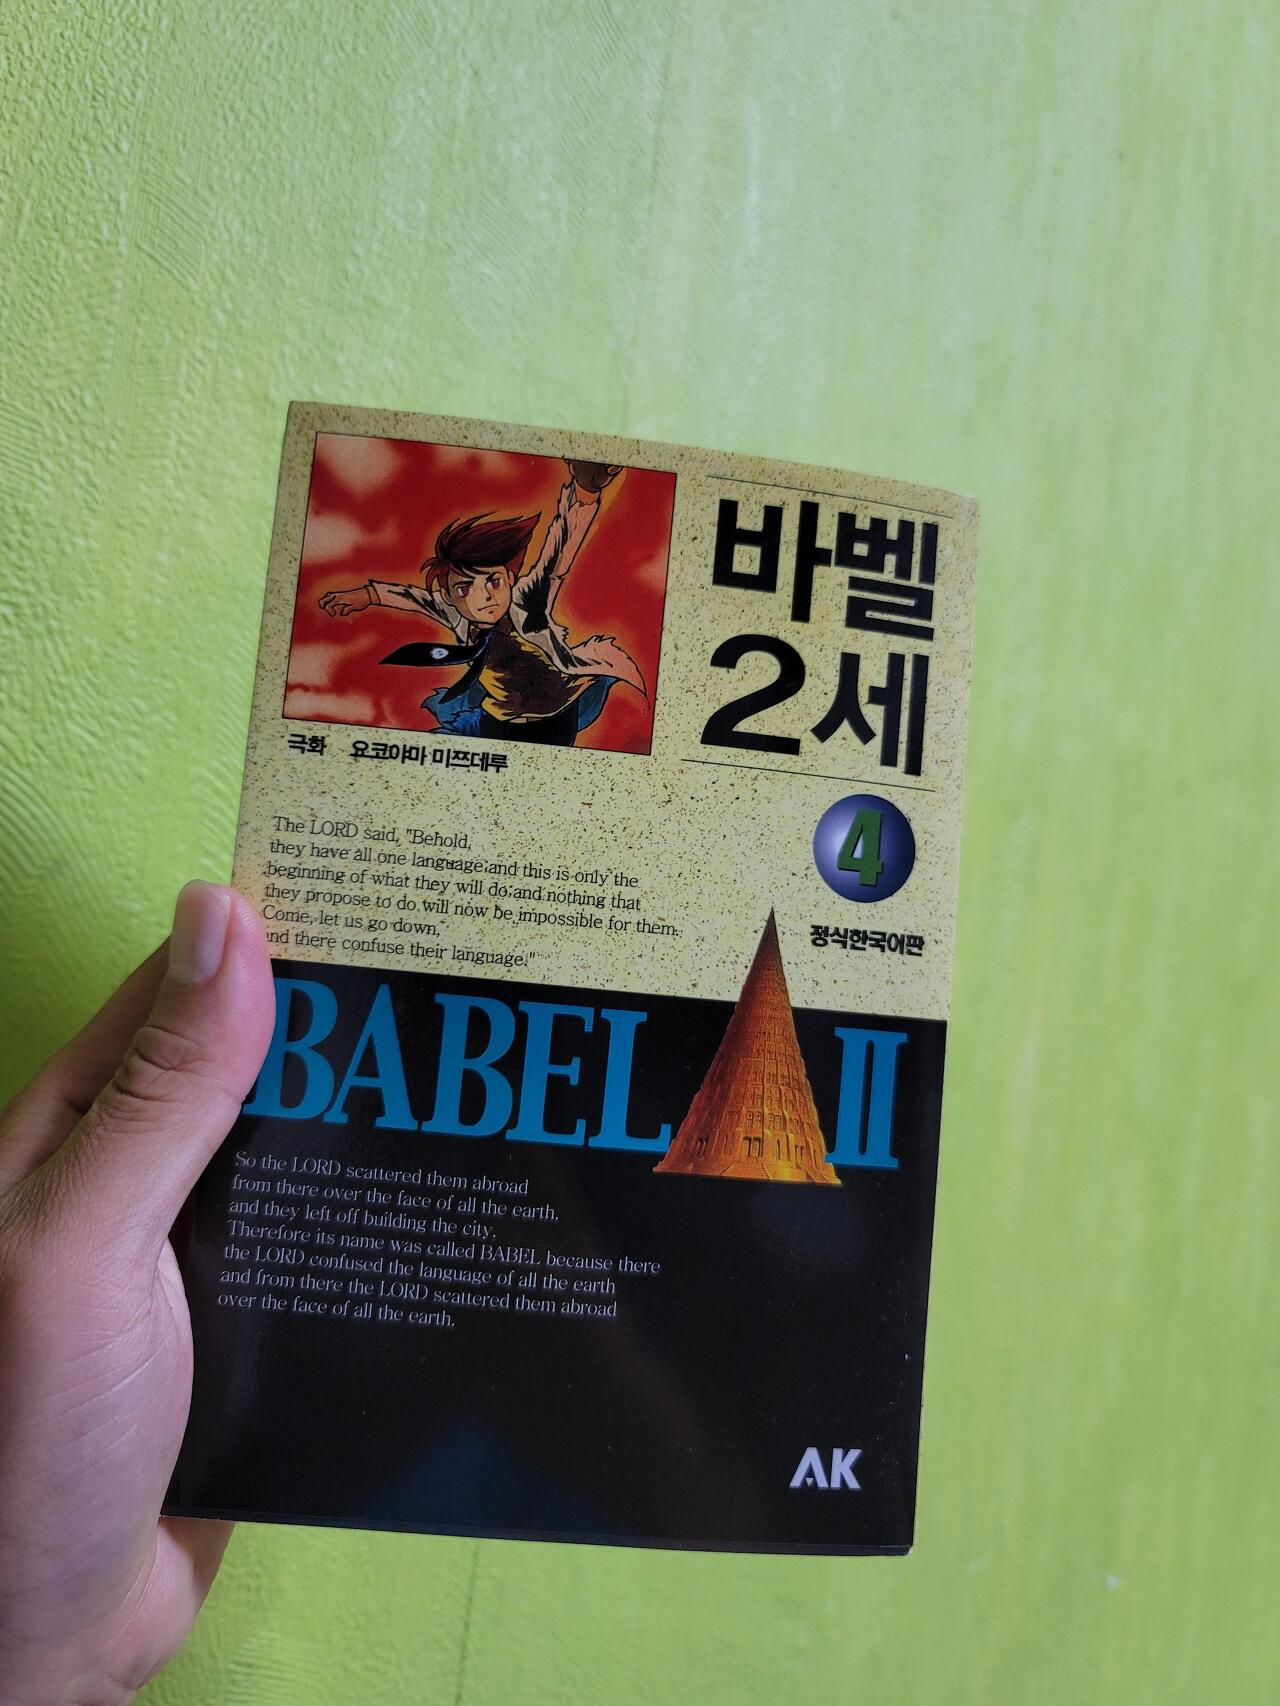 바벨
2세
4
정식한국어판
극화 요코야마 미쯔데루
The LORD said, "Behold,
they have all one language;and this is only the
beginning of what they will do;and nothing that
they propose to do will now be impossible for them.
Come, let us go down,
and there confuse their language."
BABEL II
So the LORD scattered them abroad
from there over the face of all the earth,
and they left off building the city.
Therefore its name was called BABEL because there
the LORD confused the language of all the earth
and from there the LORD scattered them abroad
over the face of all the earth.
AK